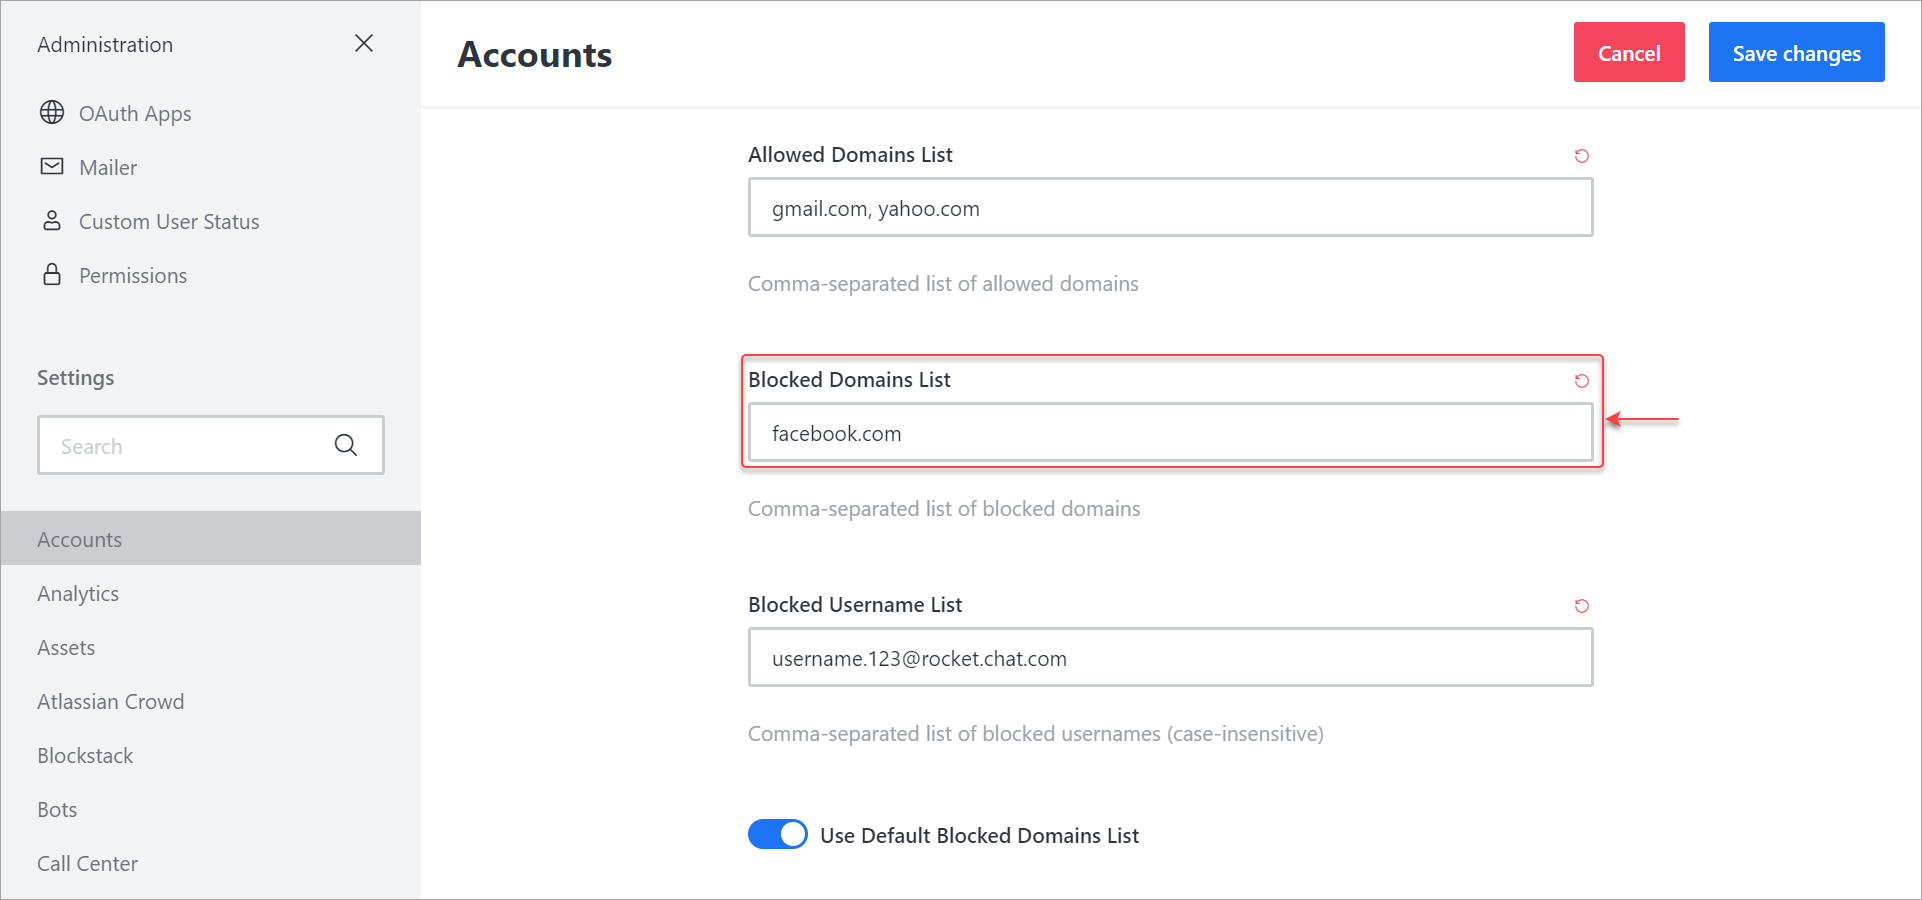 Administration
OAuth Apps
Mailer
Custom User Status
Permissions
Settings
Search
Accounts
Analytics
Assets
Atlassian Crowd
Blockstack
Bots
Call Center
Accounts
Cancel
Save changes
Allowed Domains List
gmail.com, yahoo.com
Comma-separated list of allowed domains
Blocked Domains List
facebook.com
Comma-separated list of blocked domains
Blocked Username List
username.123@rocket.chat.com
Comma-separated list of blocked usernames (case-insensitive)
Use Default Blocked Domains List